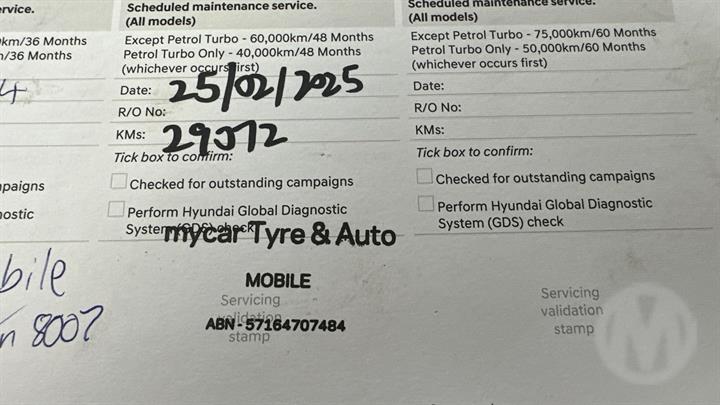 ervice.
km/36 Months
n/36 Months
4
paigns
nostic
bile
n 8007
Scheduled maintenance service.
(All models)
Except Petrol Turbo - 60,000km/48 Months
Petrol Turbo Only - 40,000km/48 Months
(whichever occurs first)
Date: 25/02/2025
R/O No:
KMs:
Tick box to confirm:
Checked for outstanding campaigns
Perform Hyundai Global Diagnostic
System (GDS) check
mycar Tyre & Auto
MOBILE
Servicing
validation
ABN - 57164707484
stamp
Scheduled maintenance service.
(All models)
Except Petrol Turbo - 75,000km/60 Months
Petrol Turbo Only - 50,000km/60 Months
(whichever occurs first)
Date:
R/O No:
KMs:
Tick box to confirm:
Checked for outstanding campaigns
Perform Hyundai Global Diagnostic
System (GDS) check
Servicing
validation
stamp
M